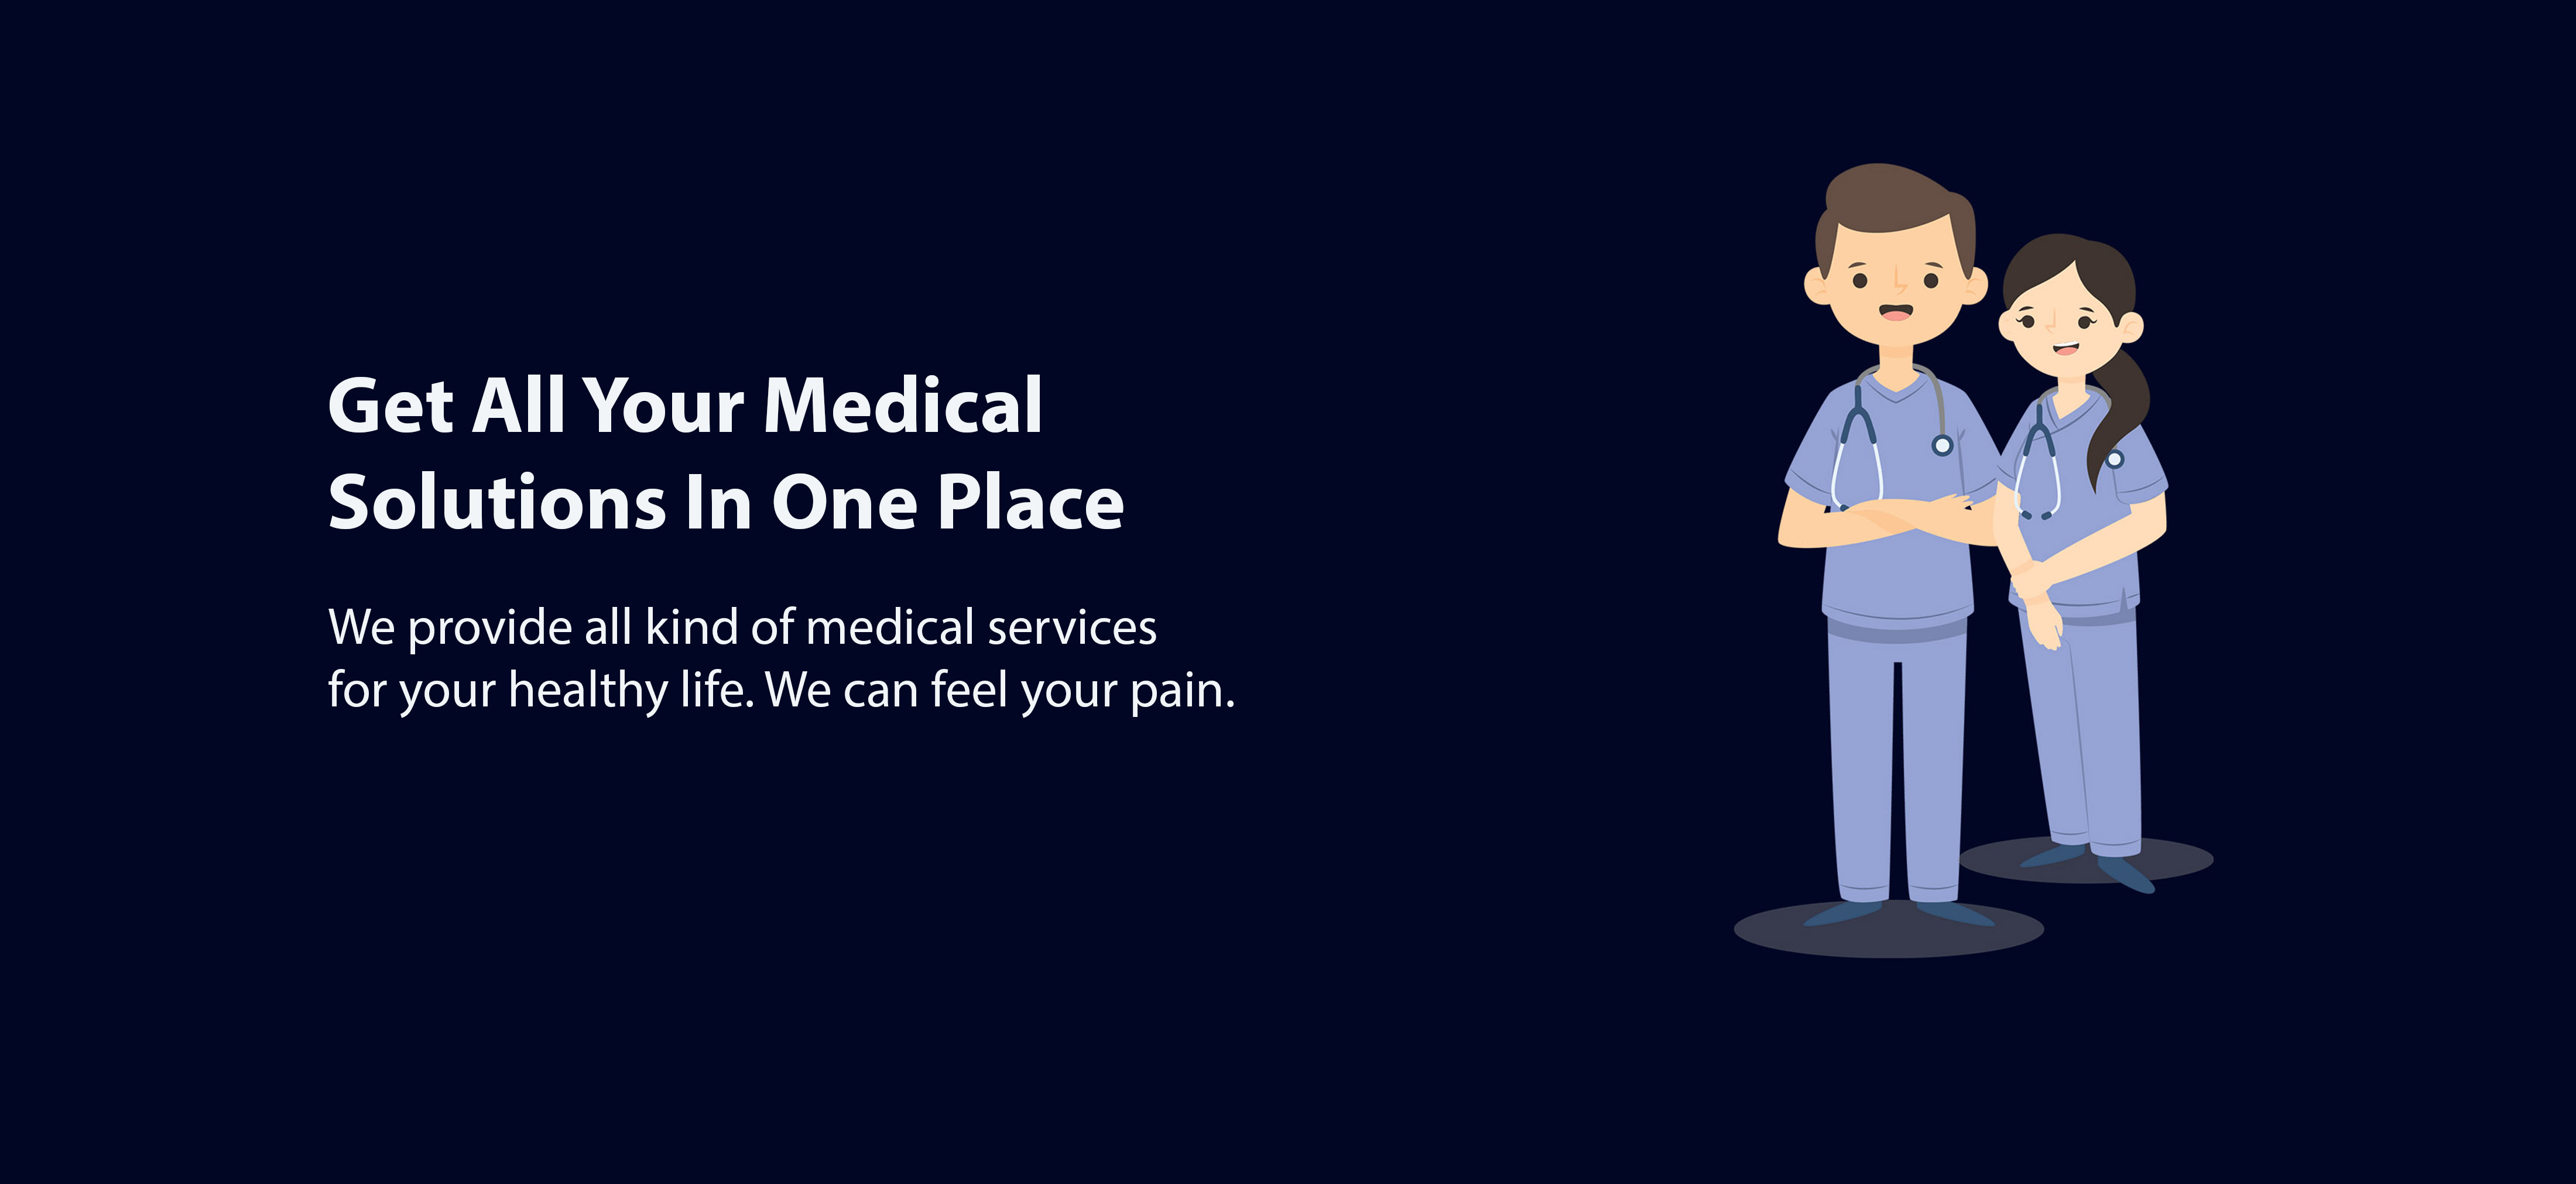 Get All Your Medical
Solutions In One Place
We provide all kind of medical services
for your healthy life. We can feel your pain.